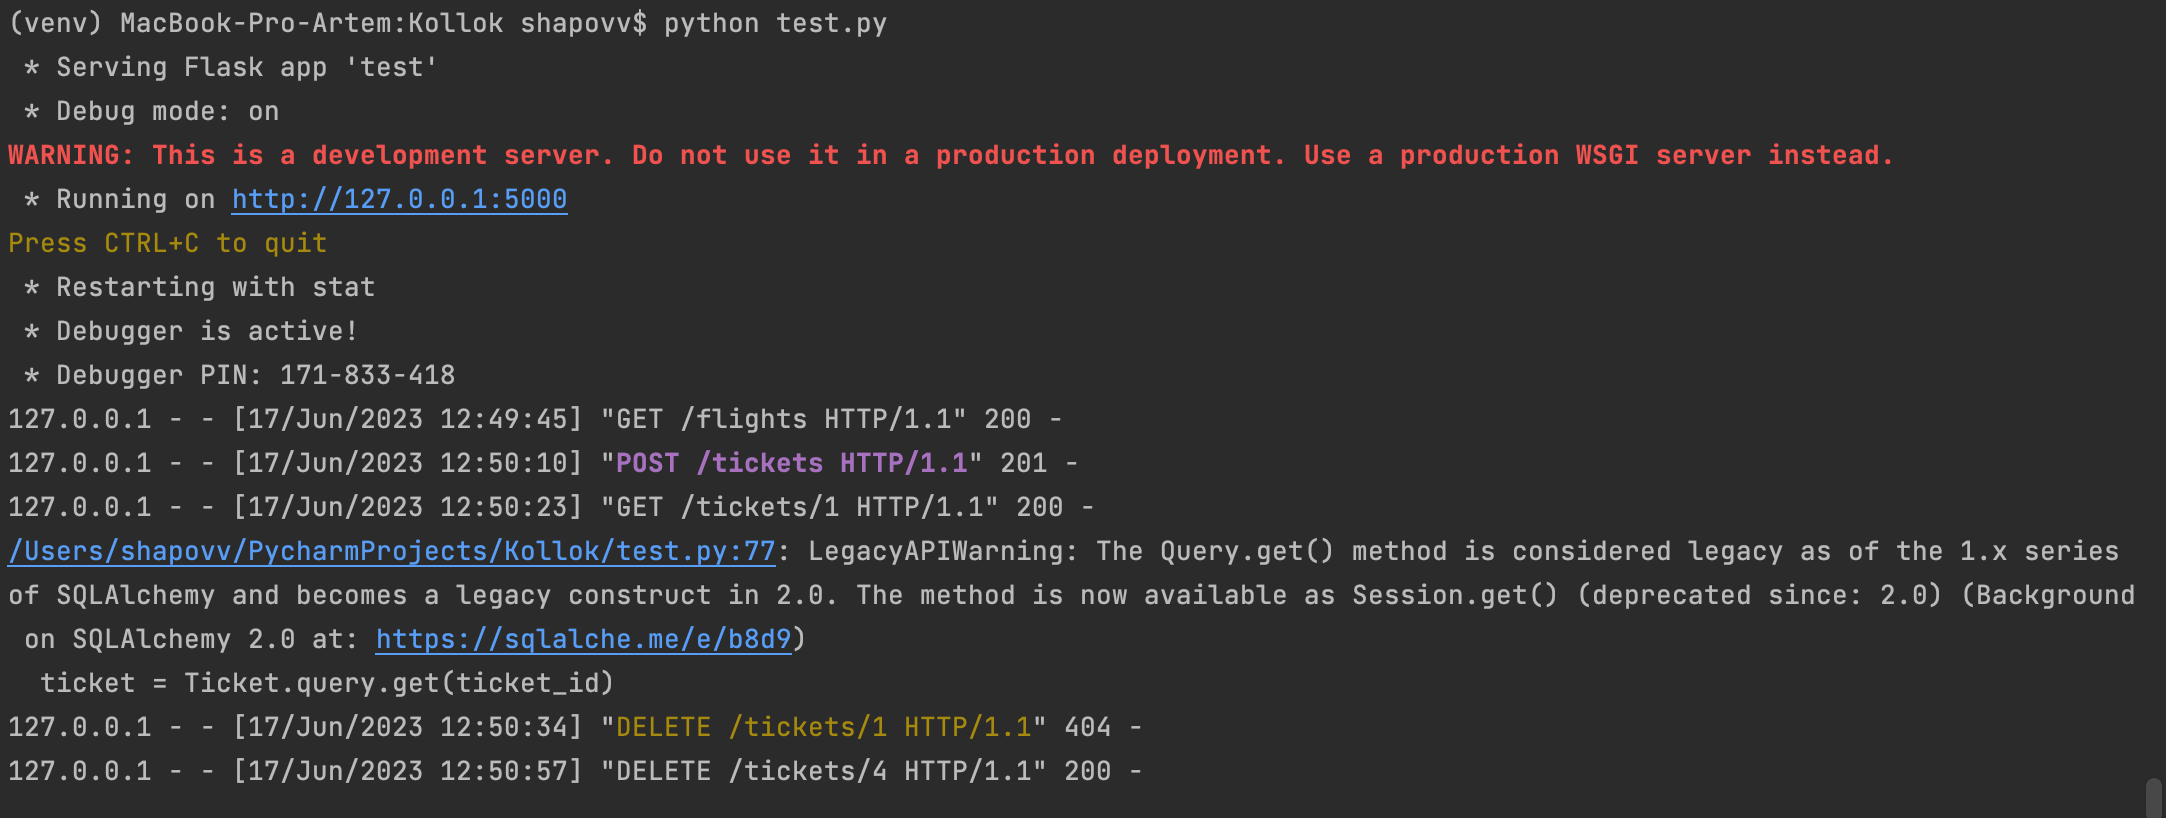 (venv) MacBook-Pro-Artem:Kollok shapovv$ python test.py
 * Serving Flask app 'test'
 * Debug mode: on
WARNING: This is a development server. Do not use it in a production deployment. Use a production WSGI server instead.
 * Running on http://127.0.0.1:5000
Press CTRL+C to quit
 * Restarting with stat
 * Debugger is active!
 * Debugger PIN: 171-833-418
127.0.0.1 - - [17/Jun/2023 12:49:45] "GET /flights HTTP/1.1" 200 -
127.0.0.1 - - [17/Jun/2023 12:50:10] "POST /tickets HTTP/1.1" 201 -
127.0.0.1 - - [17/Jun/2023 12:50:23] "GET /tickets/1 HTTP/1.1" 200 -
/Users/shapovv/PycharmProjects/Kollok/test.py:77: LegacyAPIWarning: The Query.get() method is considered legacy as of the 1.x series
of SQLAlchemy and becomes a legacy construct in 2.0. The method is now available as Session.get() (deprecated since: 2.0) (Background
 on SQLAlchemy 2.0 at: https://sqlalche.me/e/b8d9)
  ticket = Ticket.query.get(ticket_id)
127.0.0.1 - - [17/Jun/2023 12:50:34] "DELETE /tickets/1 HTTP/1.1" 404 -
127.0.0.1 - - [17/Jun/2023 12:50:57] "DELETE /tickets/4 HTTP/1.1" 200 -